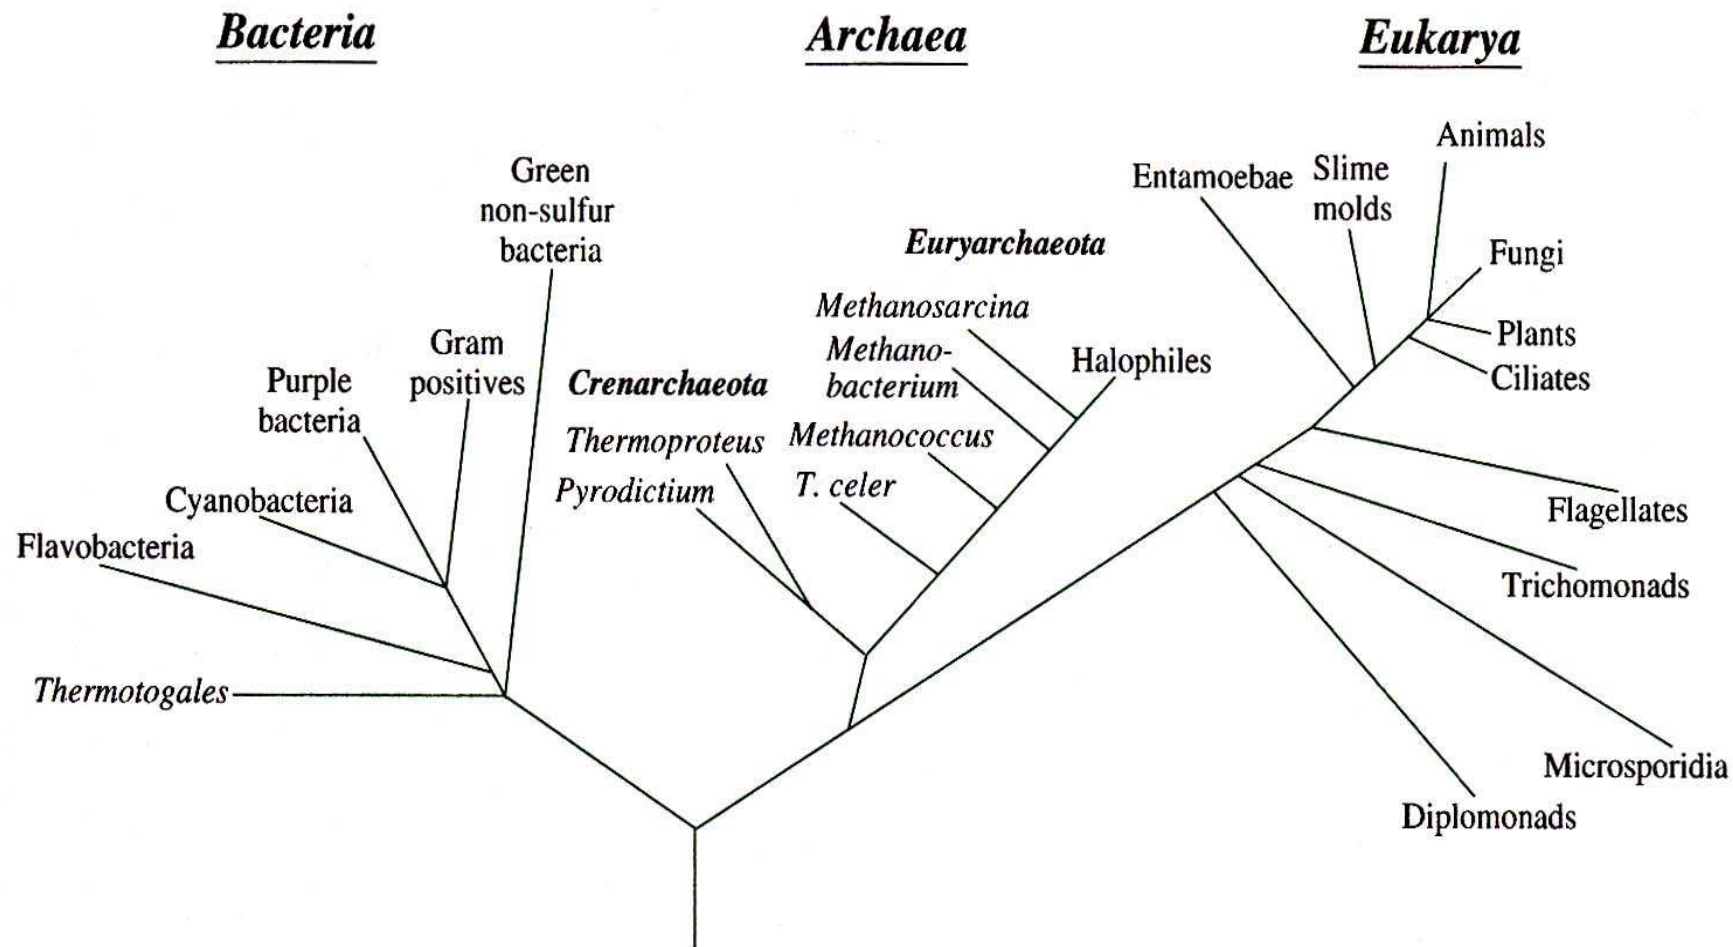 Bacteria
Archaea
Eukarya
Green
non-sulfur
bacteria
Gram
positives
Purple
bacteria
Cyanobacteria
Flavobacteria
Thermotogales
Crenarchaeota
Thermoproteus
Pyrodictium
Euryarchaeota
Methanosarcina
Methano-
bacterium
Methanococcus
T. celer
Halophiles
Entamoebae
Slime
molds
Animals
Fungi
Plants
Ciliates
Flagellates
Trichomonads
Microsporidia
Diplomonads